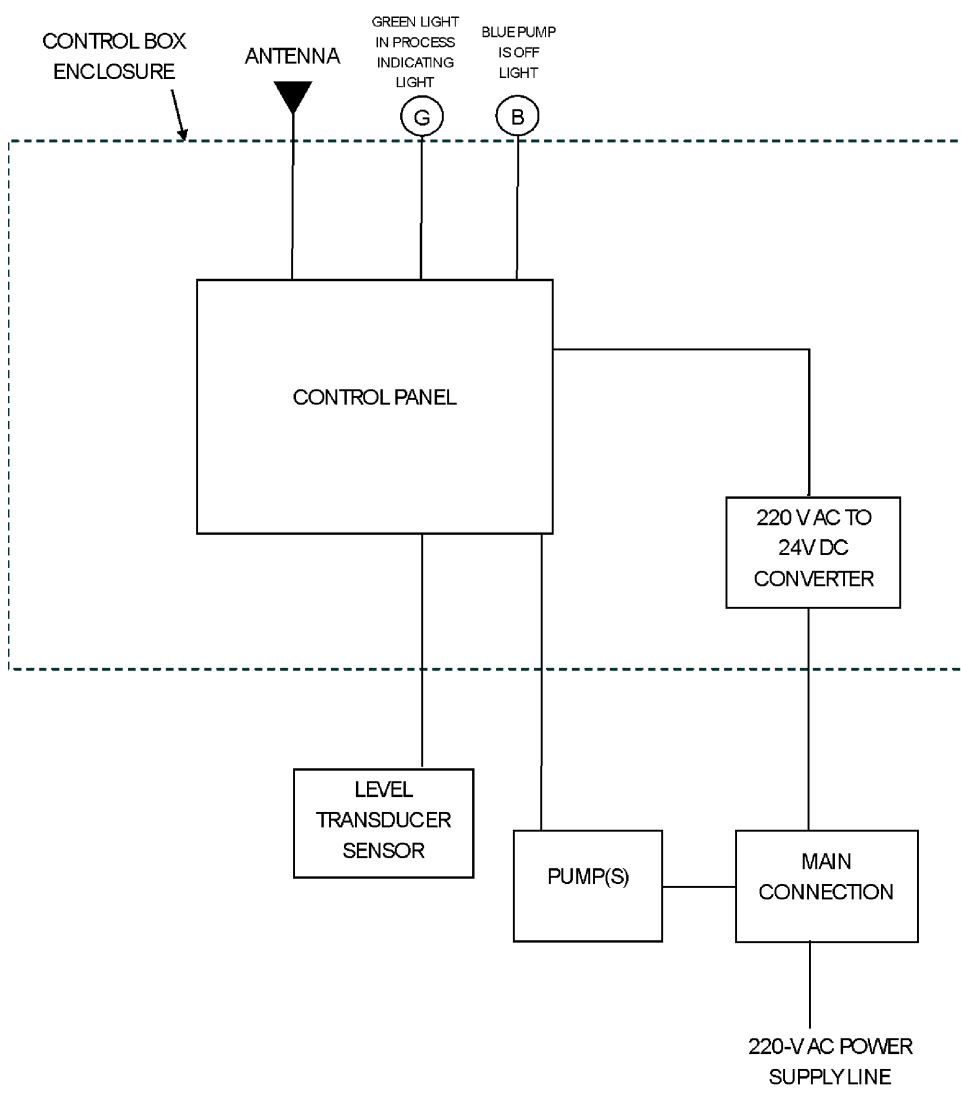 CONTROL BOX
ENCLOSURE
ANTENNA
GREEN LIGHT
IN PROCESS
INDICATING
LIGHT
BLUE PUMP
IS OFF
LIGHT
G
B
CONTROL PANEL
220 V AC TO
24V DC
CONVERTER
LEVEL
TRANSDUCER
SENSOR
PUMP(S)
MAIN
CONNECTION
220-V AC POWER
SUPPLY LINE